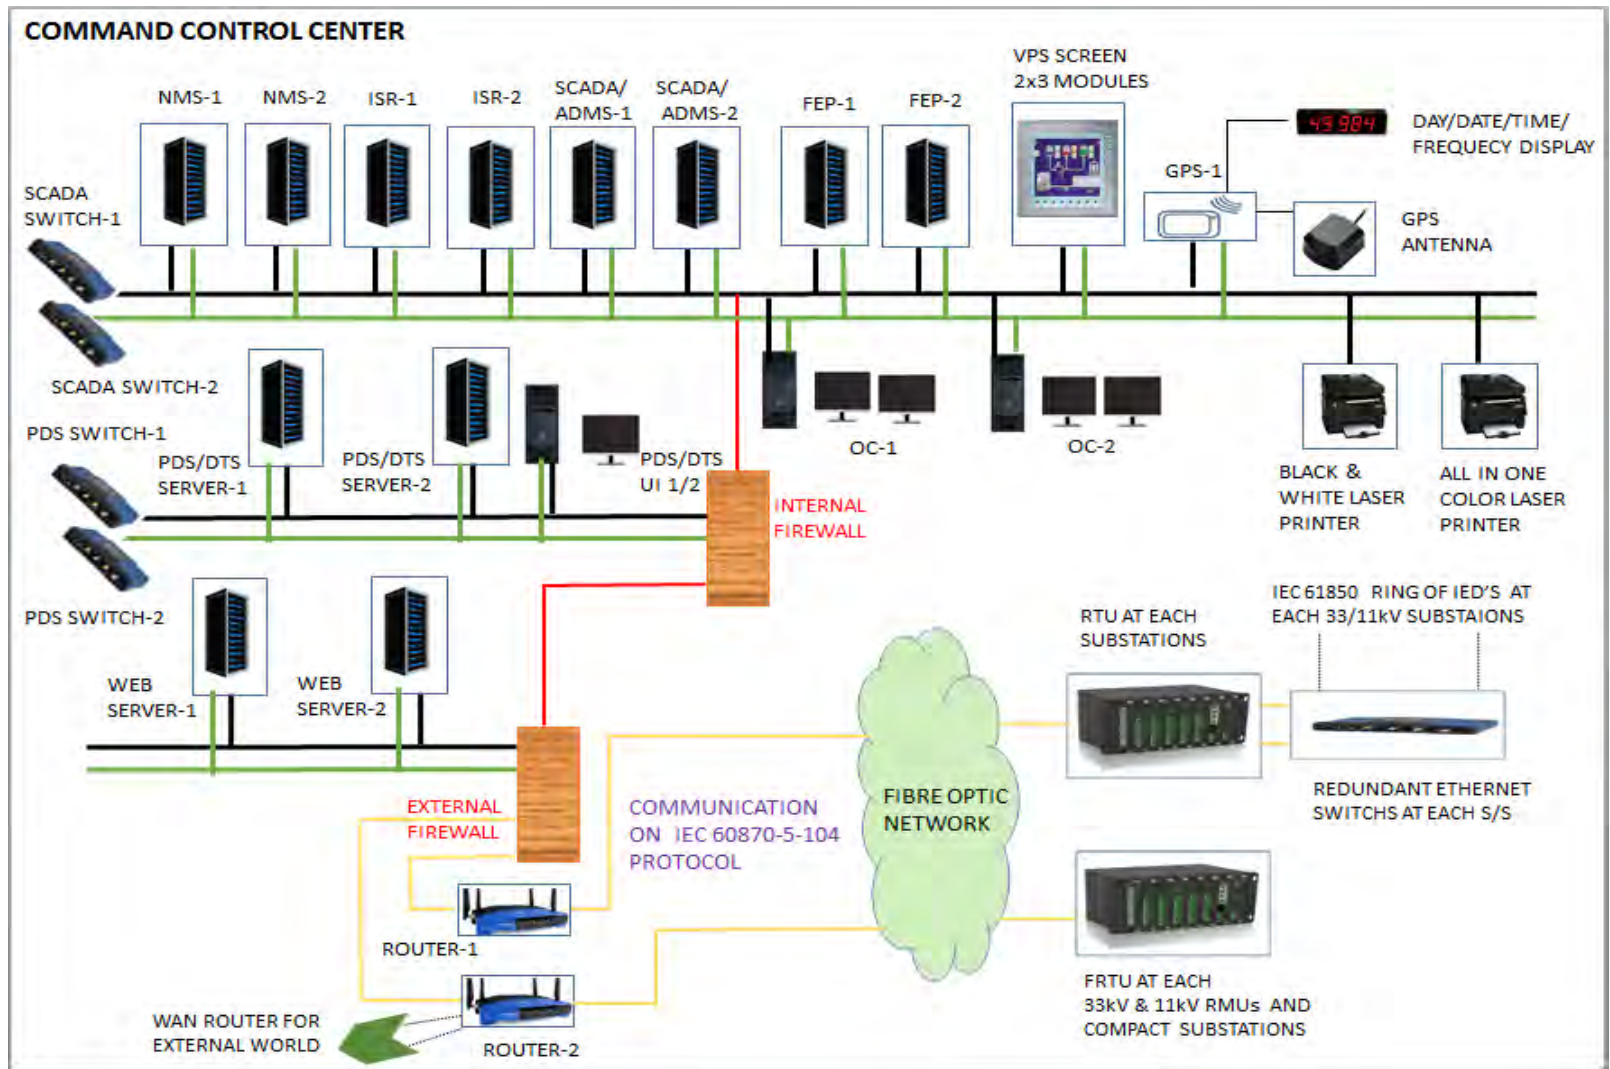 COMMAND CONTROL CENTER
VPS SCREEN
2x3 MODULES
NMS-1
NMS-2
ISR-1
ISR-2
SCADA/
ADMS-1
SCADA/
ADMS-2
FEP-1
FEP-2
49984
DAY/DATE/TIME/
FREQUECY DISPLAY
GPS-1
GPS
ANTENNA
SCADA
SWITCH-1
SCADA SWITCH-2
PDS SWITCH-1
PDS/DTS
SERVER-1
PDS/DTS
SERVER-2
PDS/DTS
UI 1/2
OC-1
OC-2
BLACK &
WHITE LASER
PRINTER
ALL IN ONE
COLOR LASER
PRINTER
INTERNAL
FIREWALL
PDS SWITCH-2
WEB
SERVER-1
WEB
SERVER-2
RTU AT EACH
SUBSTATIONS
IEC 61850 RING OF IED'S AT
EACH 33/11kV SUBSTAIONS
EXTERNAL
FIREWALL
COMMUNICATION
ON IEC 60870-5-104
PROTOCOL
FIBRE OPTIC
NETWORK
REDUNDANT ETHERNET
SWITCHS AT EACH S/S
ROUTER-1
ROUTER-2
WAN ROUTER FOR
EXTERNAL WORLD
FRTU AT EACH
33kV & 11kV RMUs AND
COMPACT SUBSTATIONS